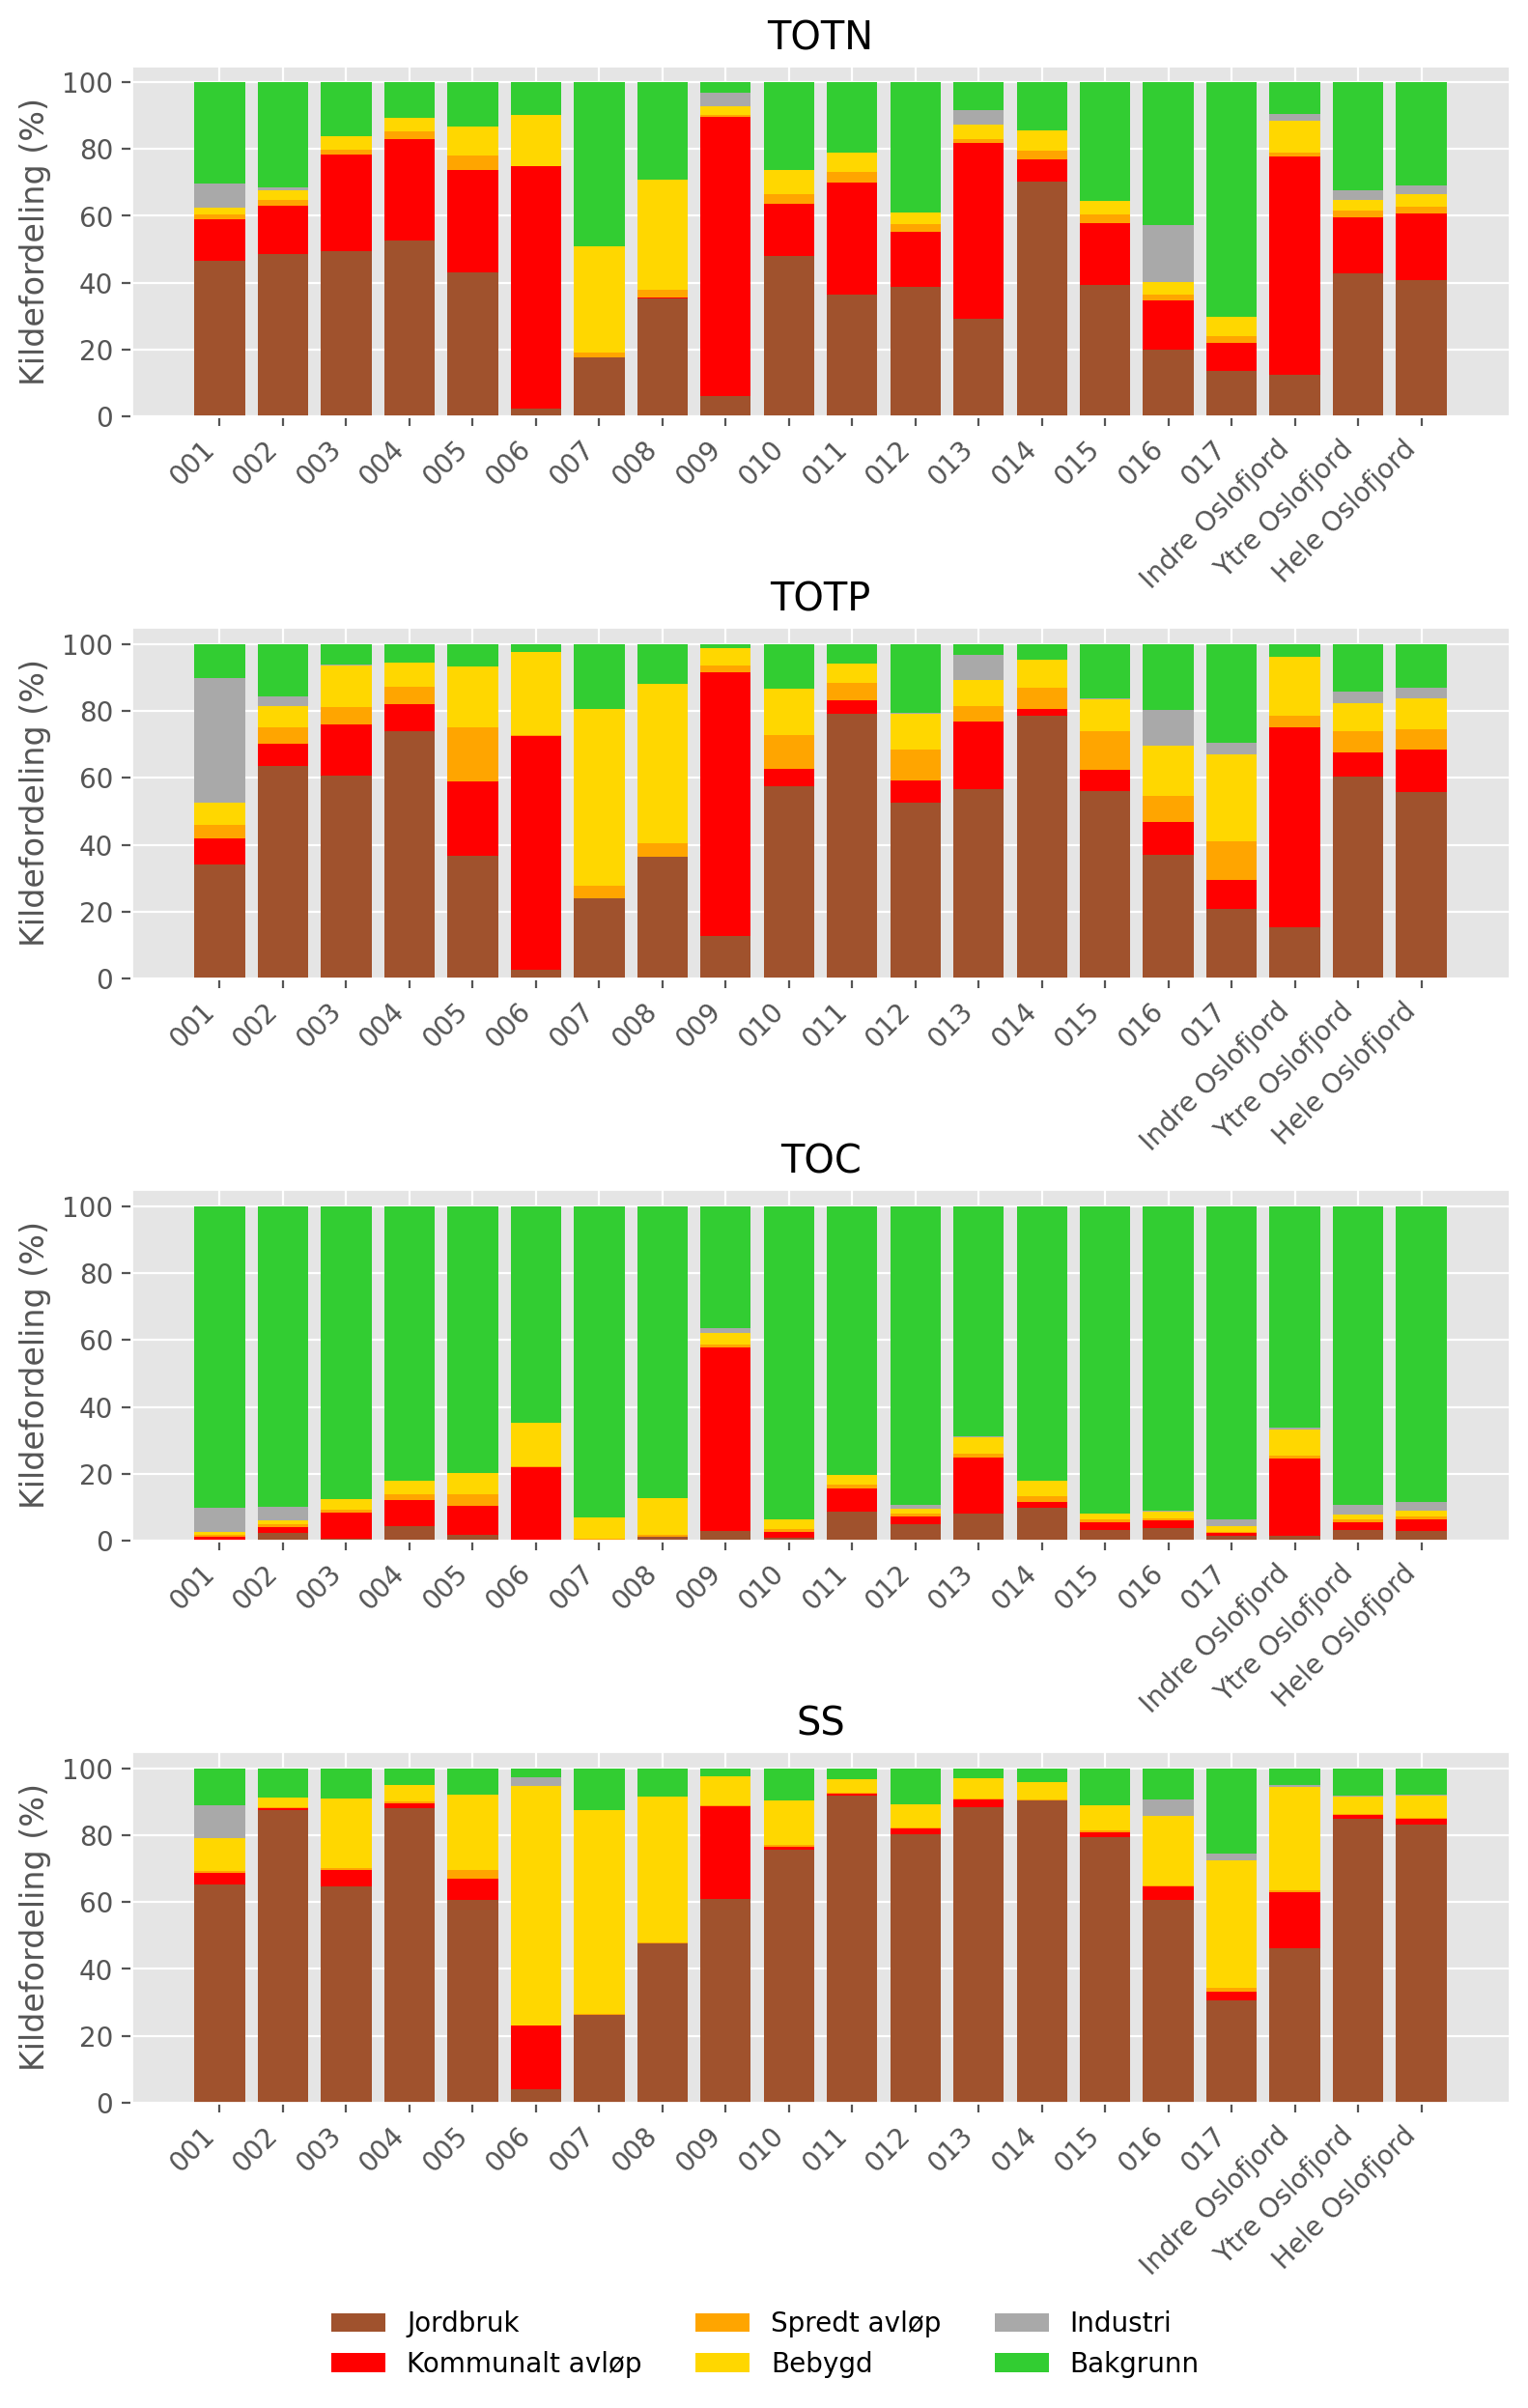 TOTN
Kildefordeling (%)
100
80
60
40
20
0
001 002 003 004 005 006 007 008 009 010 011 012 013 014 015 016 017 Indre Oslofjord Ytre Oslofjord Hele Oslofjord
TOTP
Kildefordeling (%)
100
80
60
40
20
0
001 002 003 004 005 006 007 008 009 010 011 012 013 014 015 016 017 Indre Oslofjord Ytre Oslofjord Hele Oslofjord
TOC
Kildefordeling (%)
100
80
60
40
20
0
001 002 003 004 005 006 007 008 009 010 011 012 013 014 015 016 017 Indre Oslofjord Ytre Oslofjord Hele Oslofjord
SS
Kildefordeling (%)
100
80
60
40
20
0
001 002 003 004 005 006 007 008 009 010 011 012 013 014 015 016 017 Indre Oslofjord Ytre Oslofjord Hele Oslofjord
Jordbruk Spredt avløp Industri
Kommunalt avløp Bebygd Bakgrunn